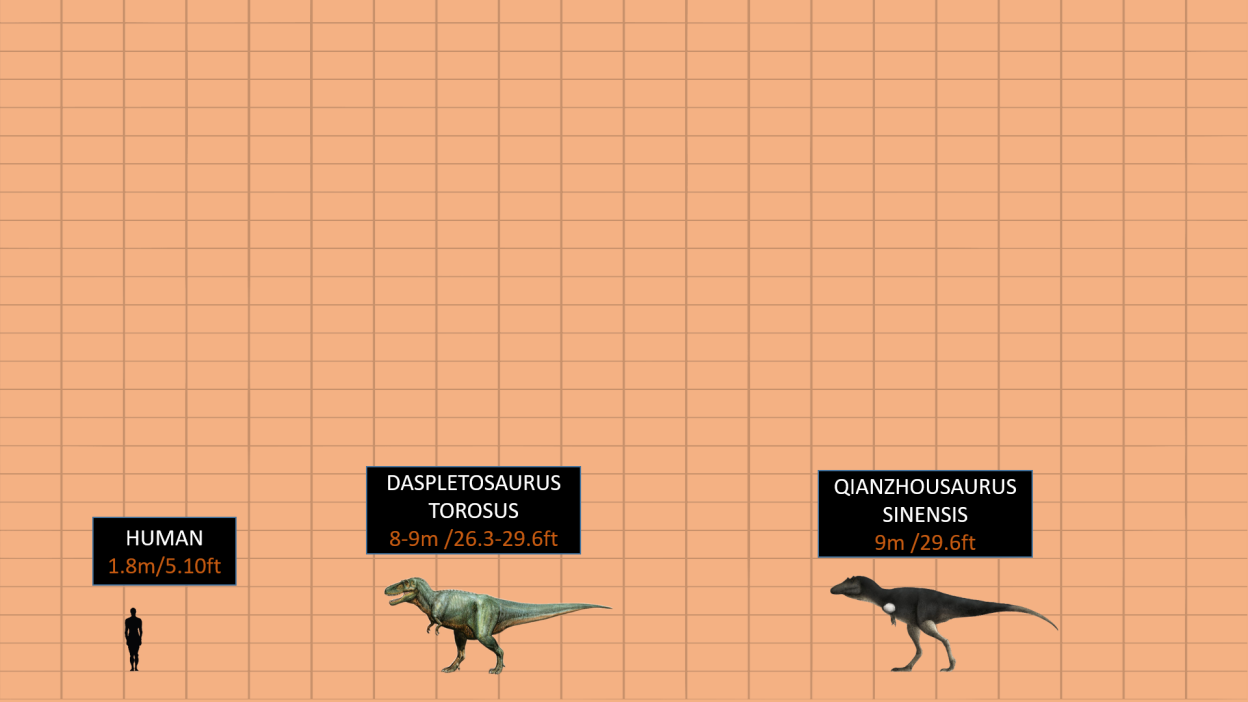 HUMAN
1.8m/5.10ft
DASPLETOSAURUS
TOROSUS
8-9m /26.3-29.6ft
QIANZHOUSAURUS
SINENSIS
9m /29.6ft